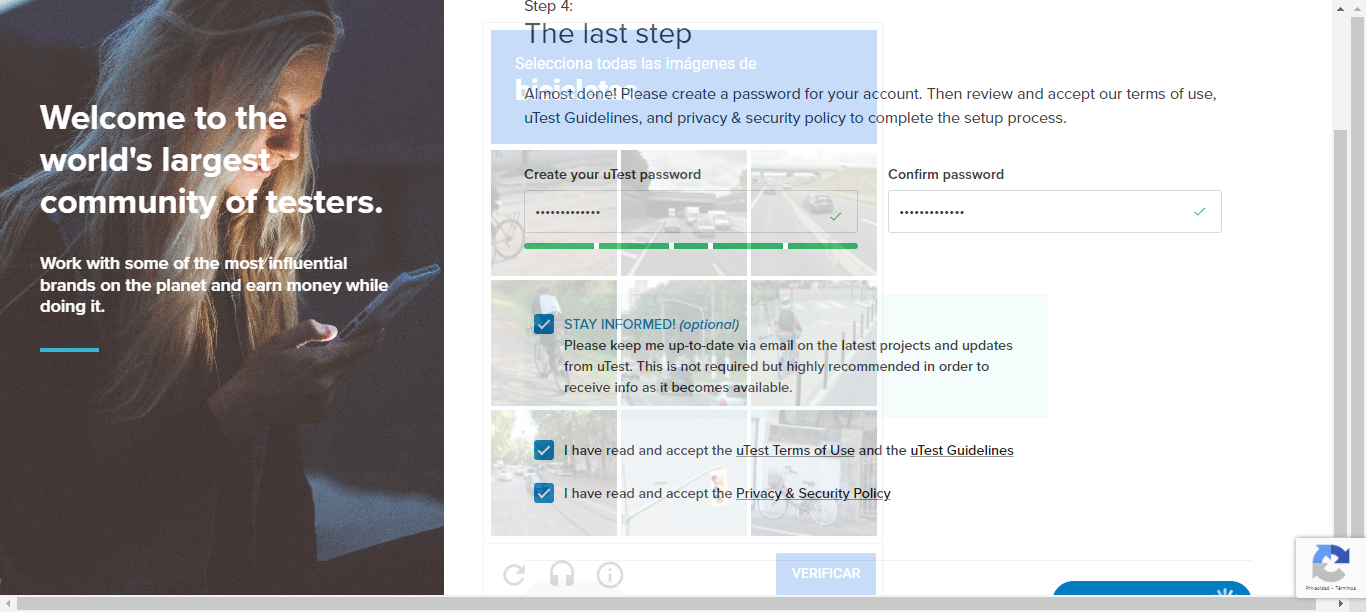 Welcome to the
world's largest
community of testers.
Work with some of the most influential
brands on the planet and earn money while
doing it.
Step 4:
The last step
Selecciona todas las imágenes de
bicicletas
Almost done! Please create a password for your account. Then review and accept our terms of use,
uTest Guidelines, and privacy & security policy to complete the setup process.
Create your uTest password
Confirm password
•••••••••••••
•••••••••••••
STAY INFORMED! (optional)
Please keep me up-to-date via email on the latest projects and updates
from uTest. This is not required but highly recommended in order to
receive info as it becomes available.
I have read and accept the uTest Terms of Use and the uTest Guidelines
I have read and accept the Privacy & Security Policy
VERIFICAR
Privacidad - Términos